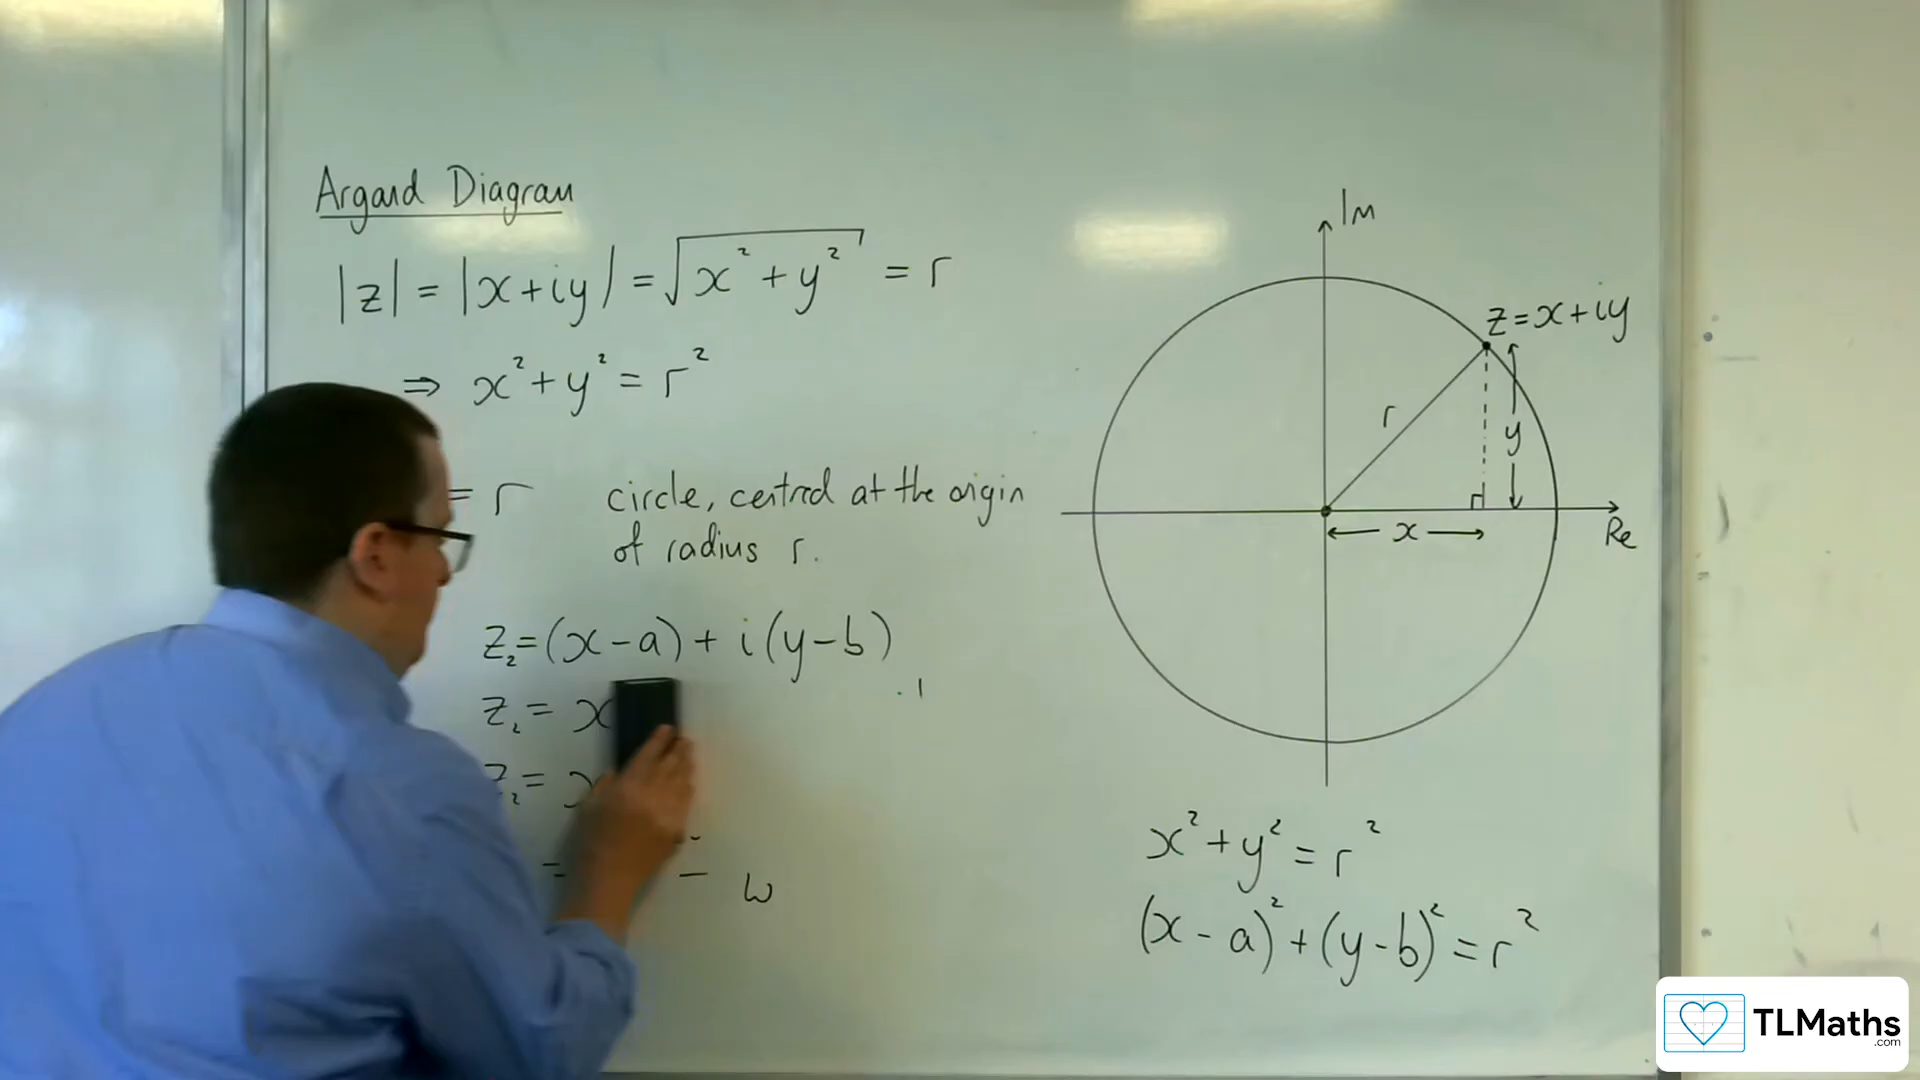 Argand Diagram
|z| = |x+iy| = √x²+y² = r
⇒ x²+y² = r²
= r circle, centred at the origin
of radius r.
z₂=(x-a)+ i(y-b)
z₂= x
z₂= x
= - w
Im
z=x+iy
r
y
x
Re
x²+y²=r²
(x-a)²+(y-b)²=r²
TLMaths
.com